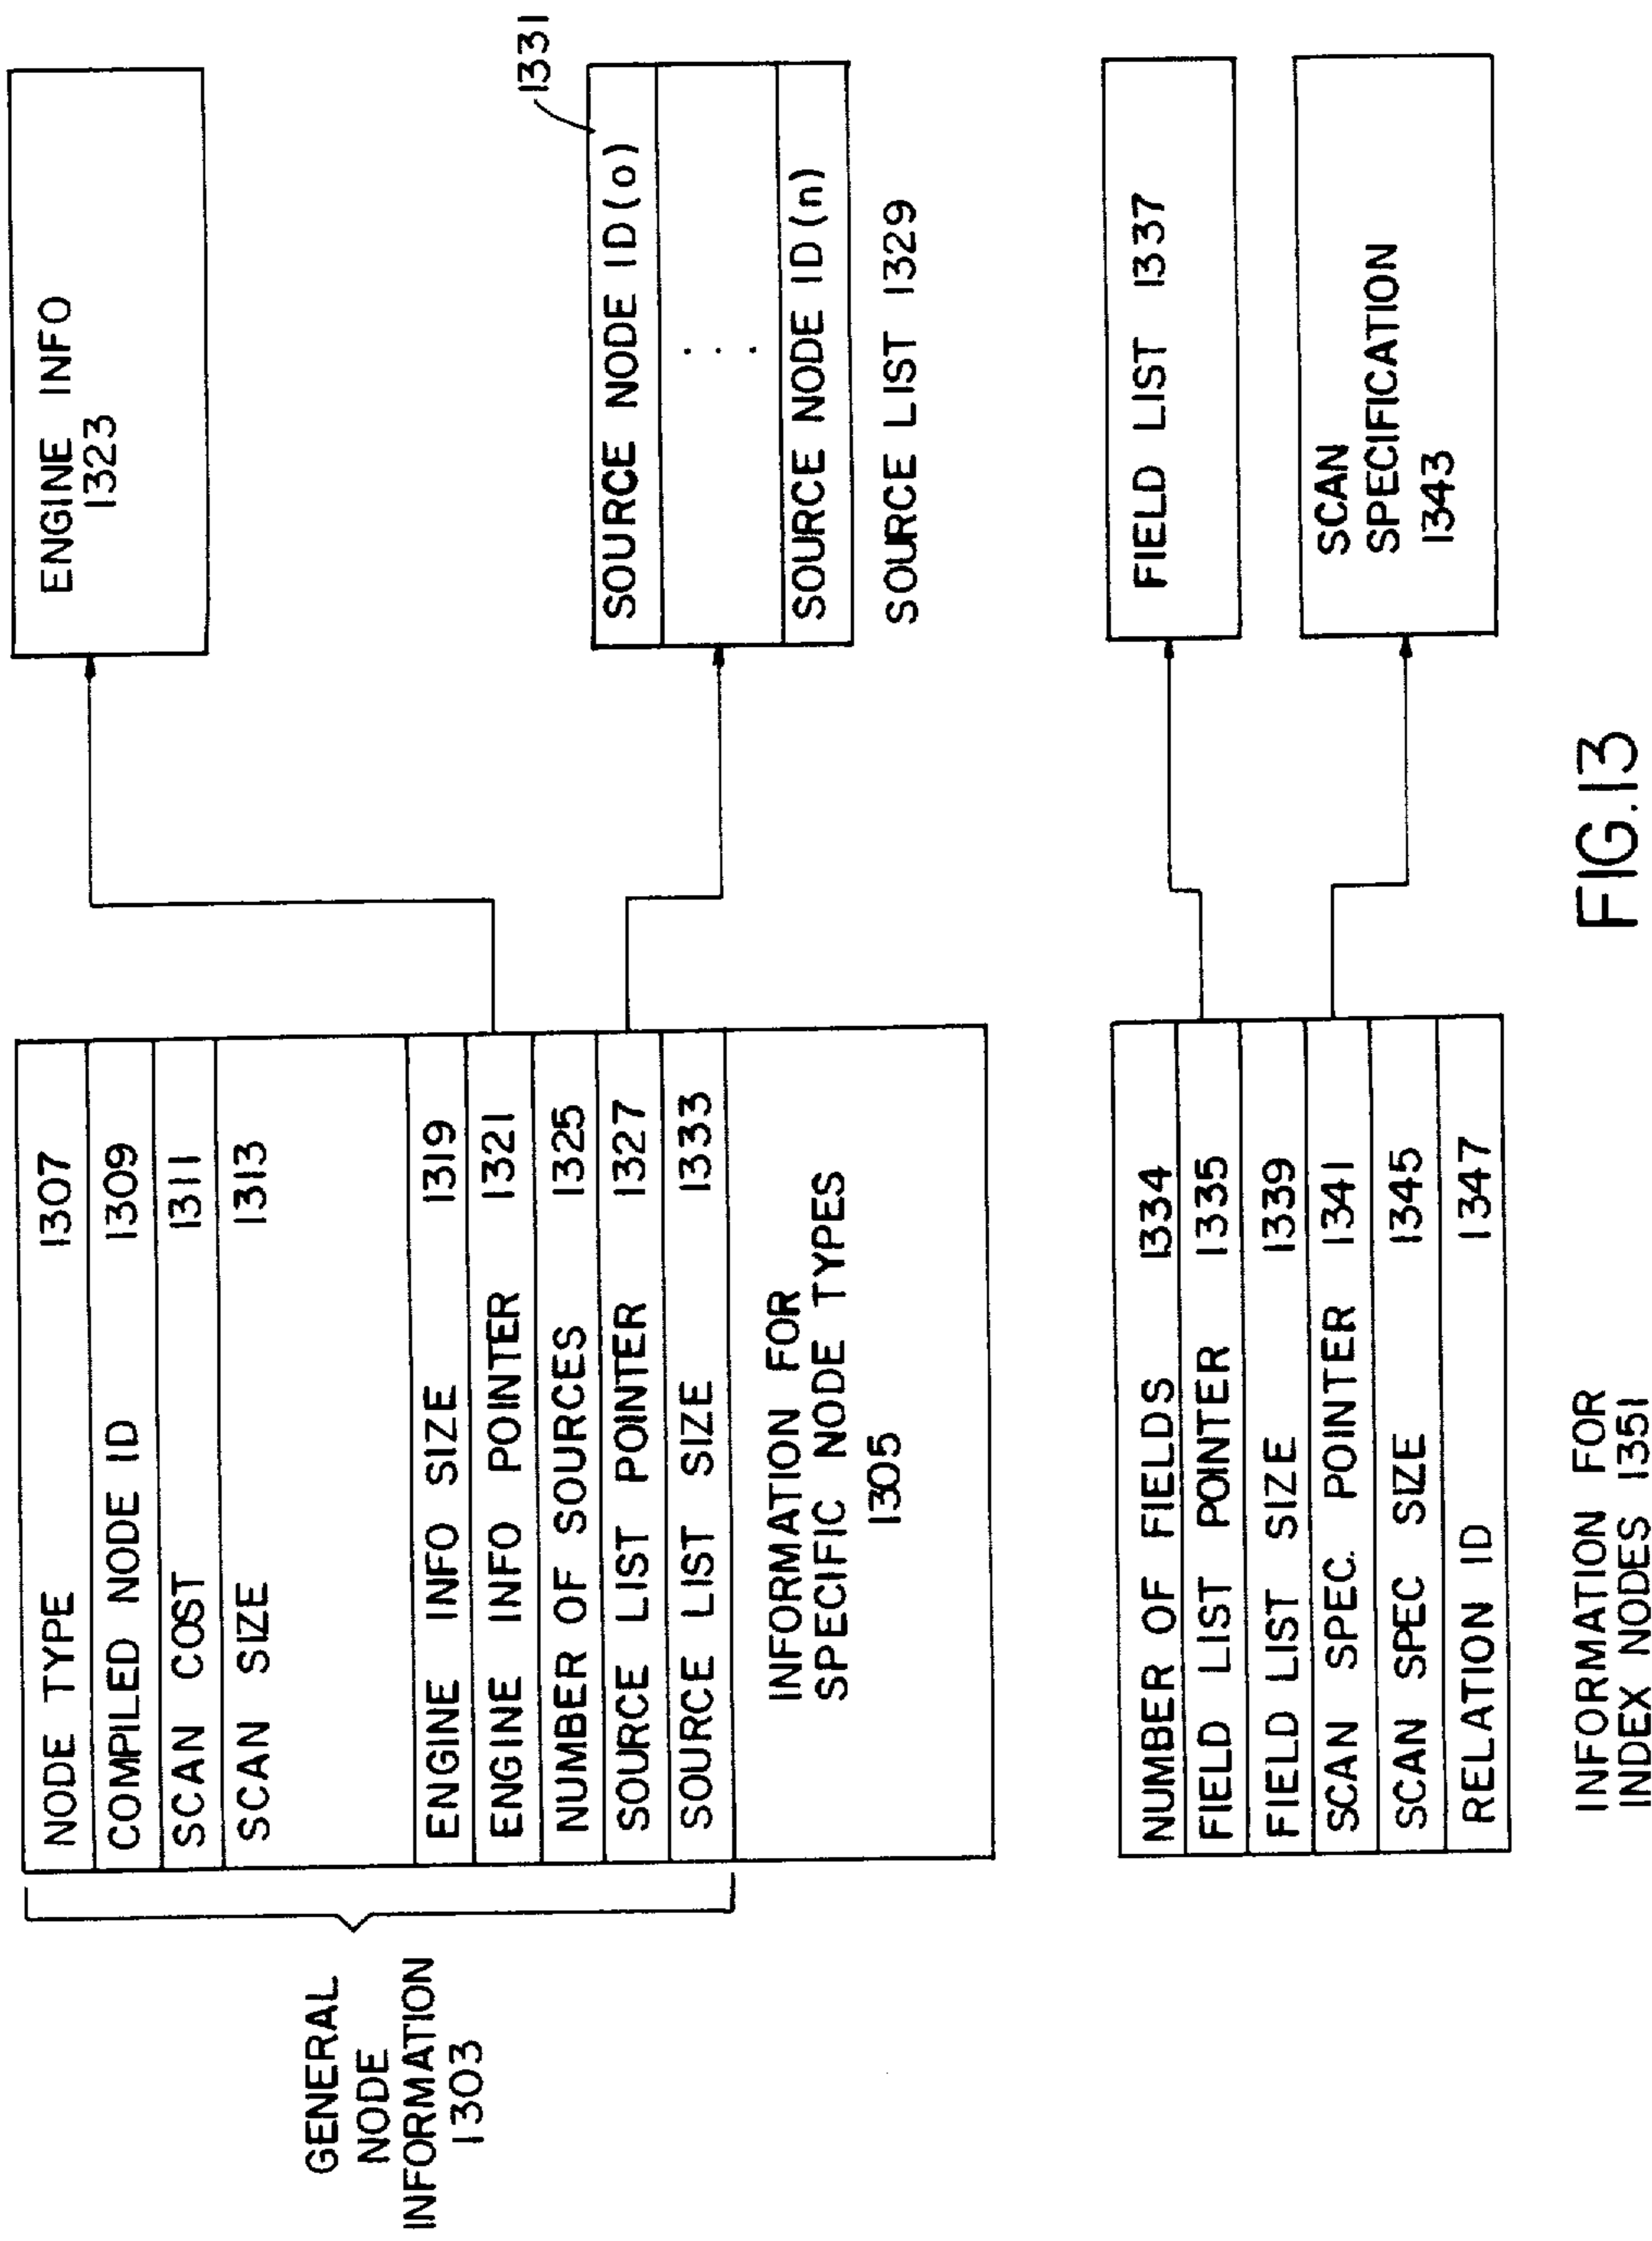 GENERAL
NODE
INFORMATION
1303
NODE TYPE 1307
COMPILED NODE ID 1309
SCAN COST 1311
SCAN SIZE 1313
ENGINE INFO SIZE 1319
ENGINE INFO POINTER 1321
NUMBER OF SOURCES 1325
SOURCE LIST POINTER 1327
SOURCE LIST SIZE 1333
INFORMATION FOR
SPECIFIC NODE TYPES
1305
ENGINE INFO
1323
1331
SOURCE NODE ID(o)
...
SOURCE NODE ID(n)
SOURCE LIST 1329
NUMBER OF FIELDS 1334
FIELD LIST POINTER 1335
FIELD LIST SIZE 1339
SCAN SPEC. POINTER 1341
SCAN SPEC SIZE 1345
RELATION ID 1347
INFORMATION FOR
INDEX NODES 1351
FIELD LIST 1337
SCAN
SPECIFICATION
1343
FIG.13